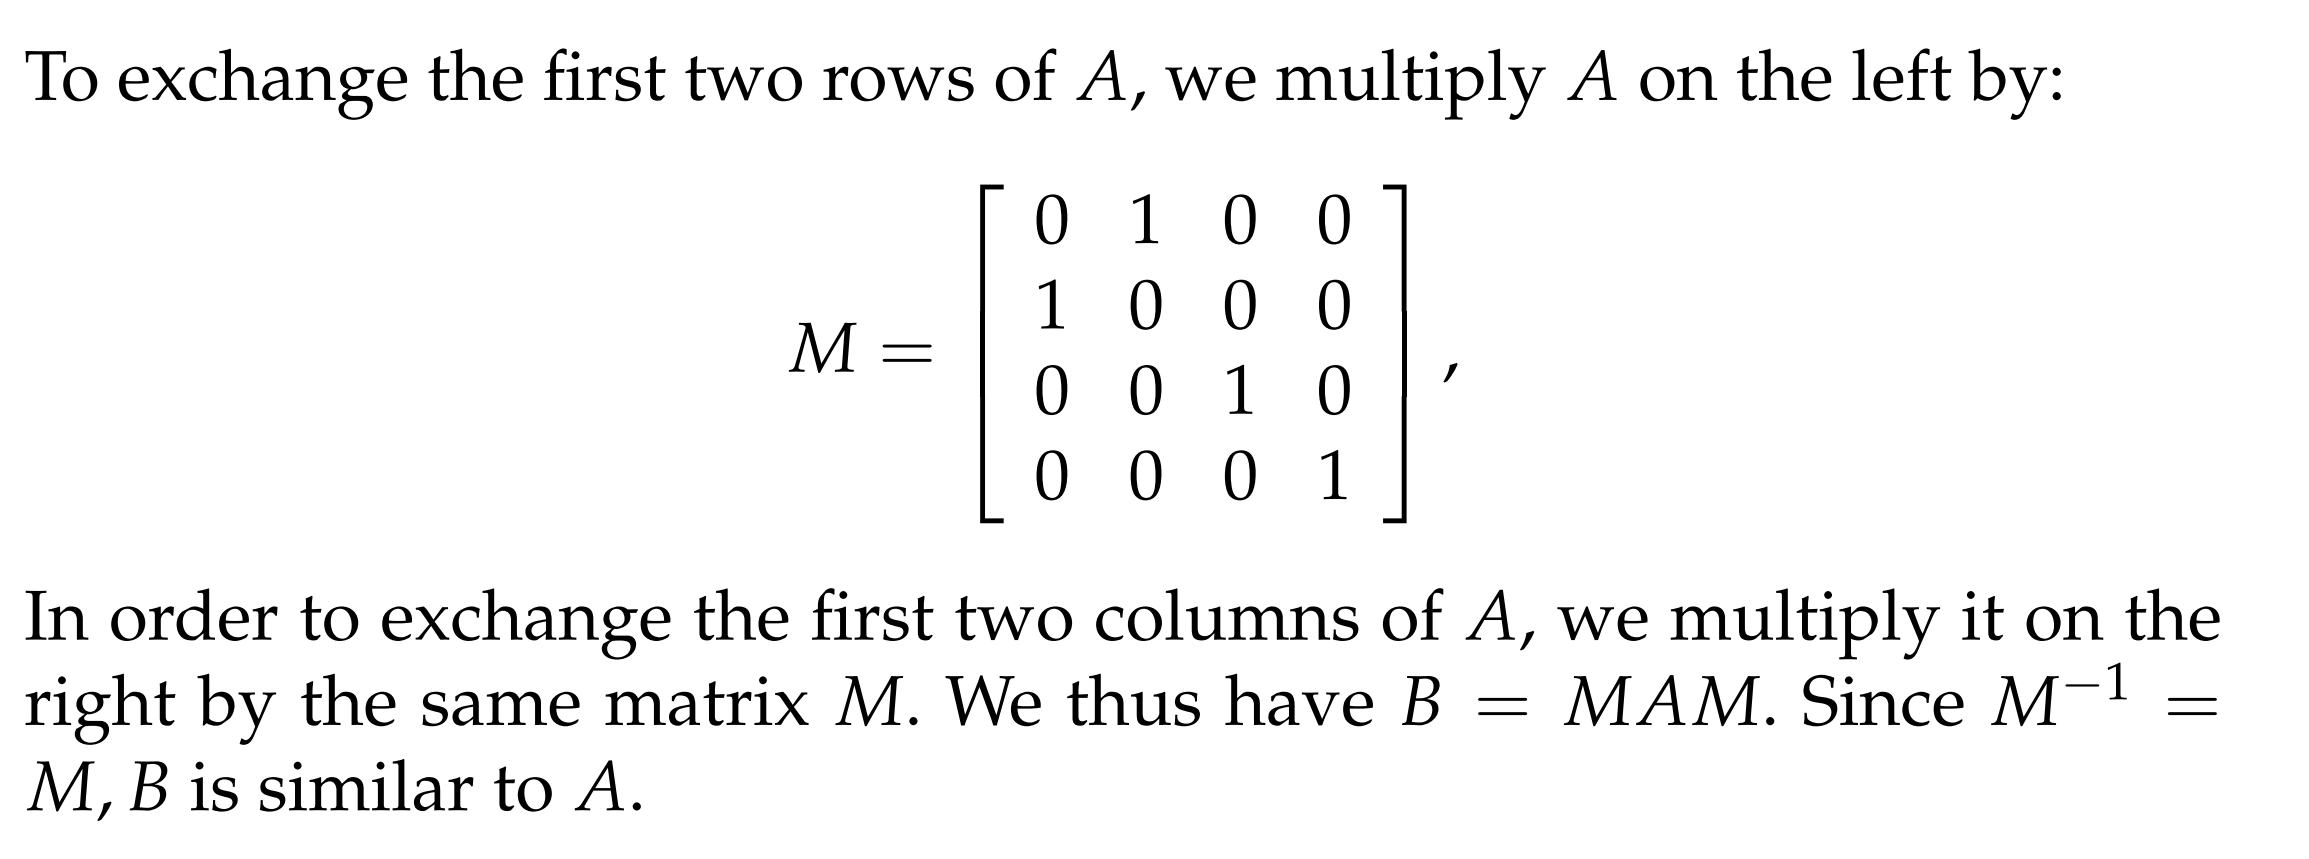 To exchange the first two rows of A, we multiply A on the left by:
M = [ 0 1 0 0
1 0 0 0
0 0 1 0
0 0 0 1 ] ,
In order to exchange the first two columns of A, we multiply it on the
right by the same matrix M. We thus have B = MAM. Since M⁻¹ =
M, B is similar to A.